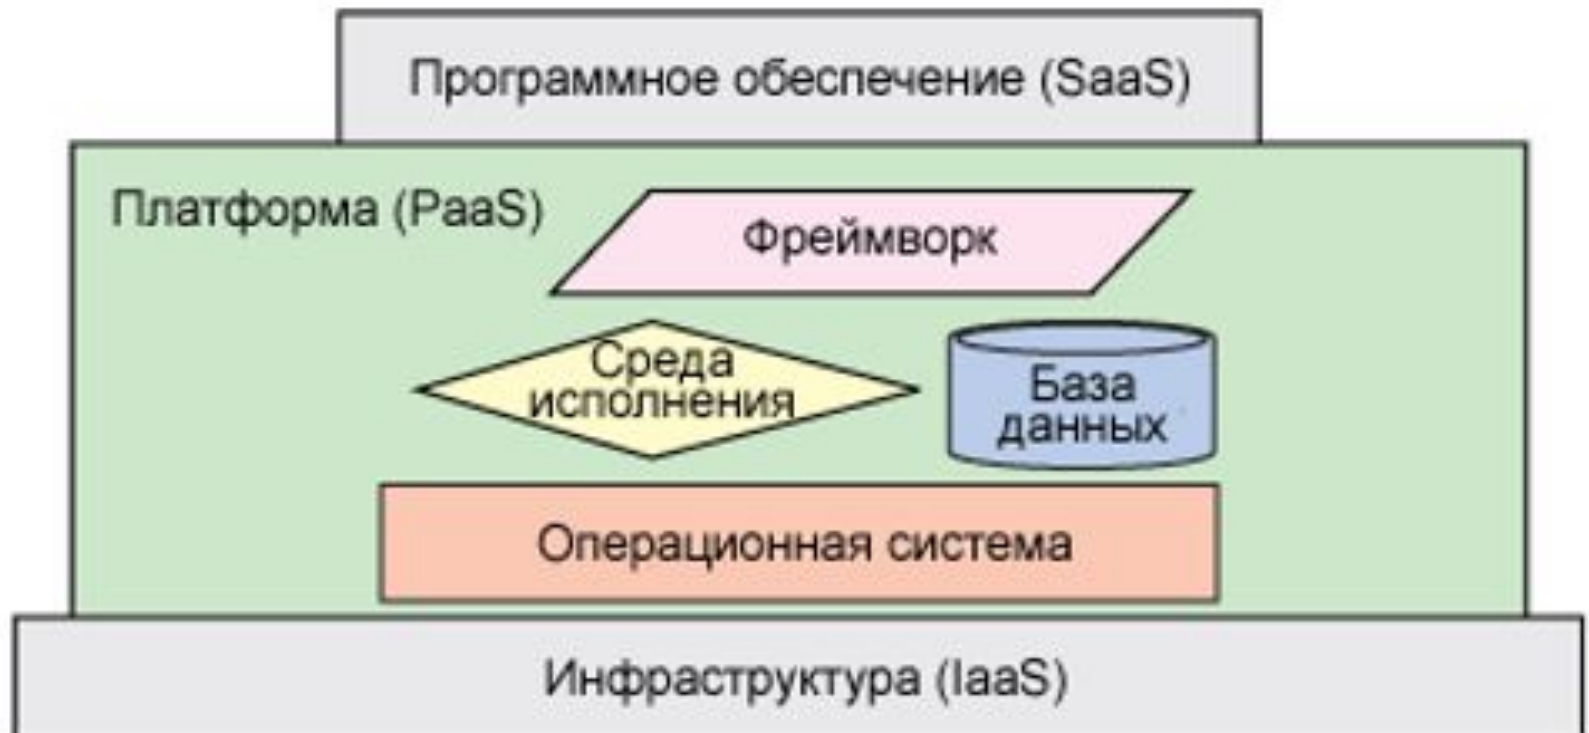 Программное обеспечение (SaaS)
Платформа (PaaS)
Фреймворк
Среда
исполнения
База
данных
Операционная система
Инфраструктура (IaaS)